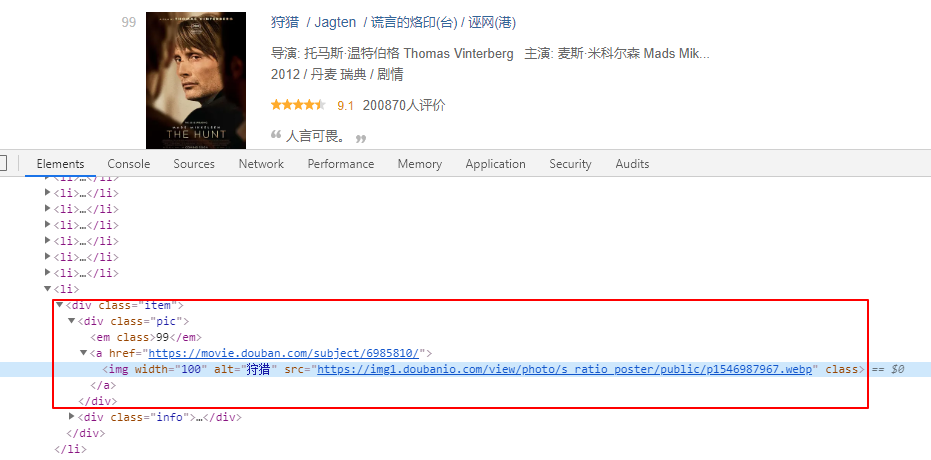 99
狩猎 / Jagten / 谎言的烙印(台) / 诬网(港)
导演: 托马斯·温特伯格 Thomas Vinterberg 主演: 麦斯·米科尔森 Mads Mik...
2012 / 丹麦 瑞典 / 剧情
9.1 200870人评价
“ 人言可畏。 ”
THE HUNT
Elements Console Sources Network Performance Memory Application Security Audits
<li>…</li>
<li>…</li>
<li>…</li>
<li>…</li>
<li>…</li>
<li>…</li>
<li>…</li>
<li>
<div class="item">
<div class="pic">
<em class>99</em>
<a href="https://movie.douban.com/subject/6985810/">
<img width="100" alt="狩猎" src="https://img1.doubanio.com/view/photo/s_ratio_poster/public/p1546987967.webp" class> == $0
</a>
</div>
<div class="info">…</div>
</div>
</li>